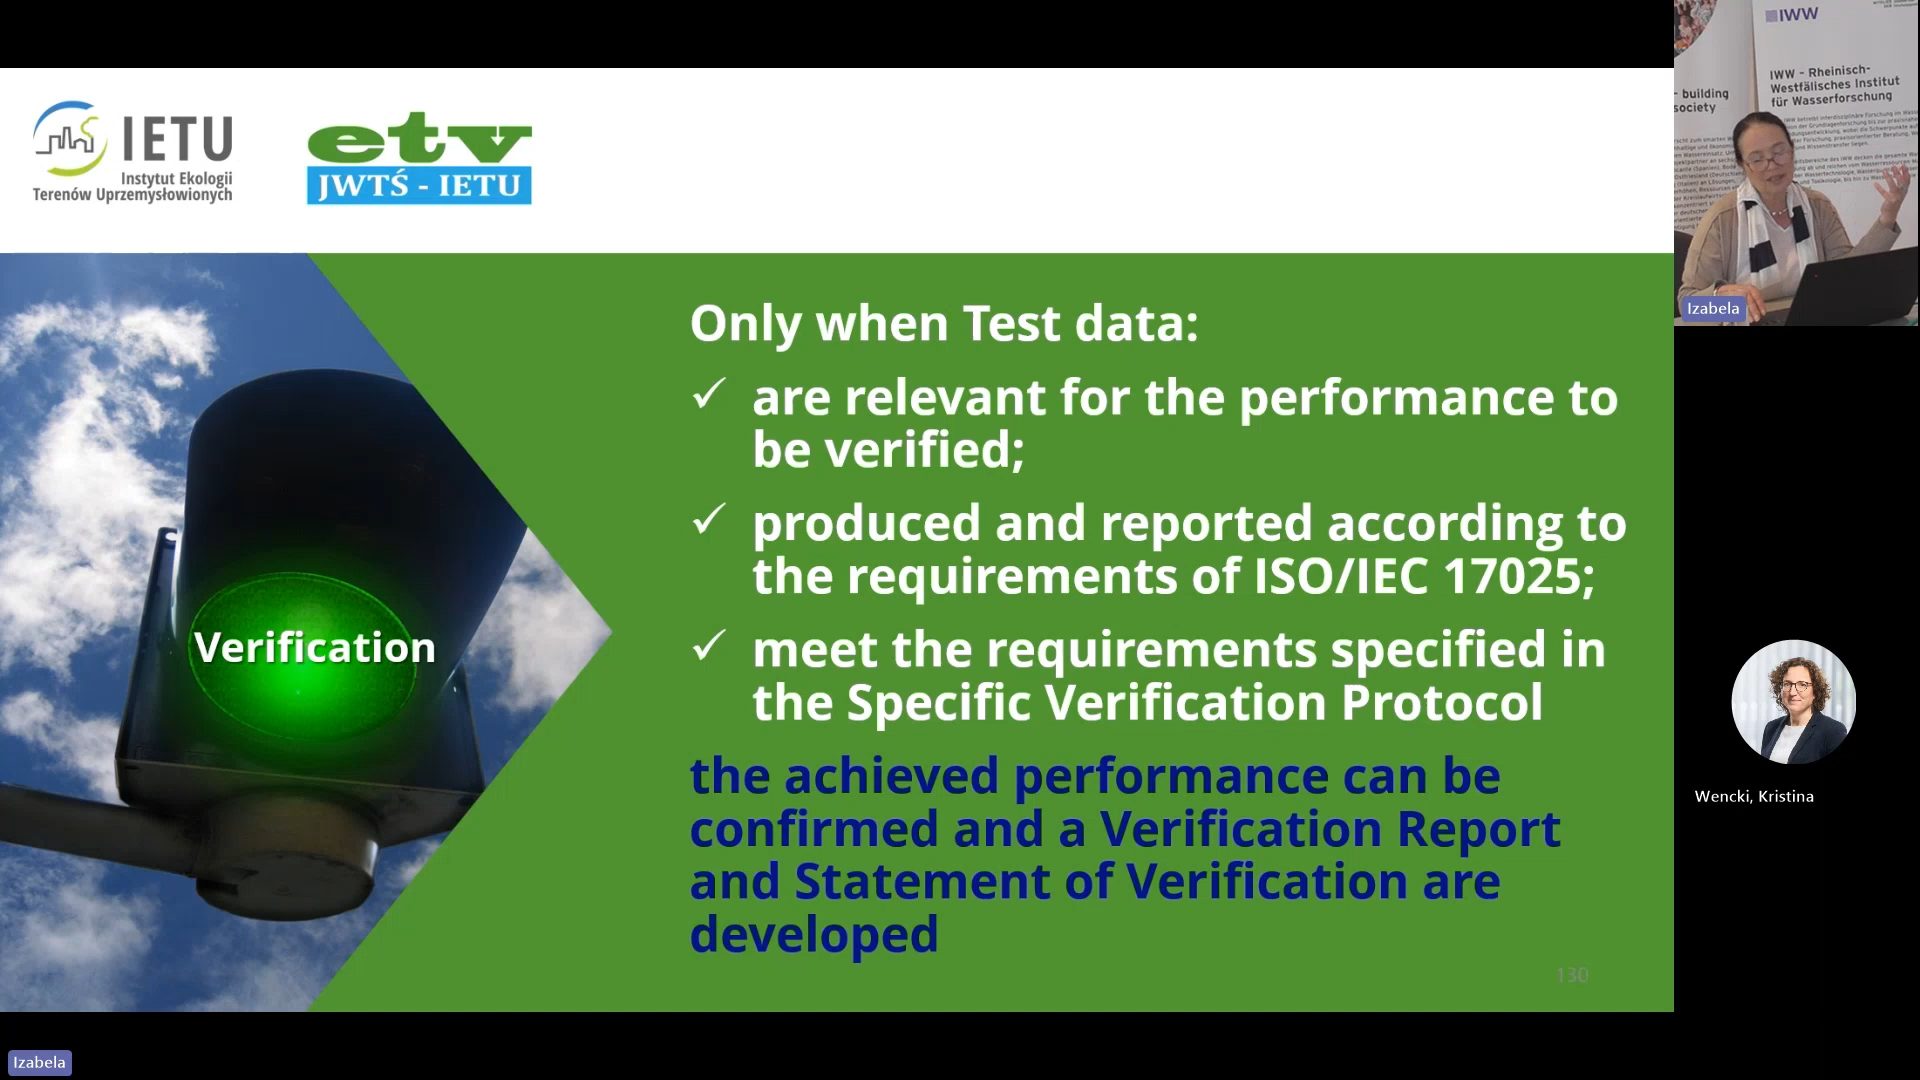 IETU
Instytut Ekologii
Terenów Uprzemysłowionych
etv
JWTŚ - IETU
Verification
Only when Test data:
✓ are relevant for the performance to
be verified;
✓ produced and reported according to
the requirements of ISO/IEC 17025;
✓ meet the requirements specified in
the Specific Verification Protocol
the achieved performance can be
confirmed and a Verification Report
and Statement of Verification are
developed
130
IWW
- building
society
IWW - Rheinisch-
Westfälisches Institut
für Wasserforschung
Izabela
Wencki, Kristina
Izabela